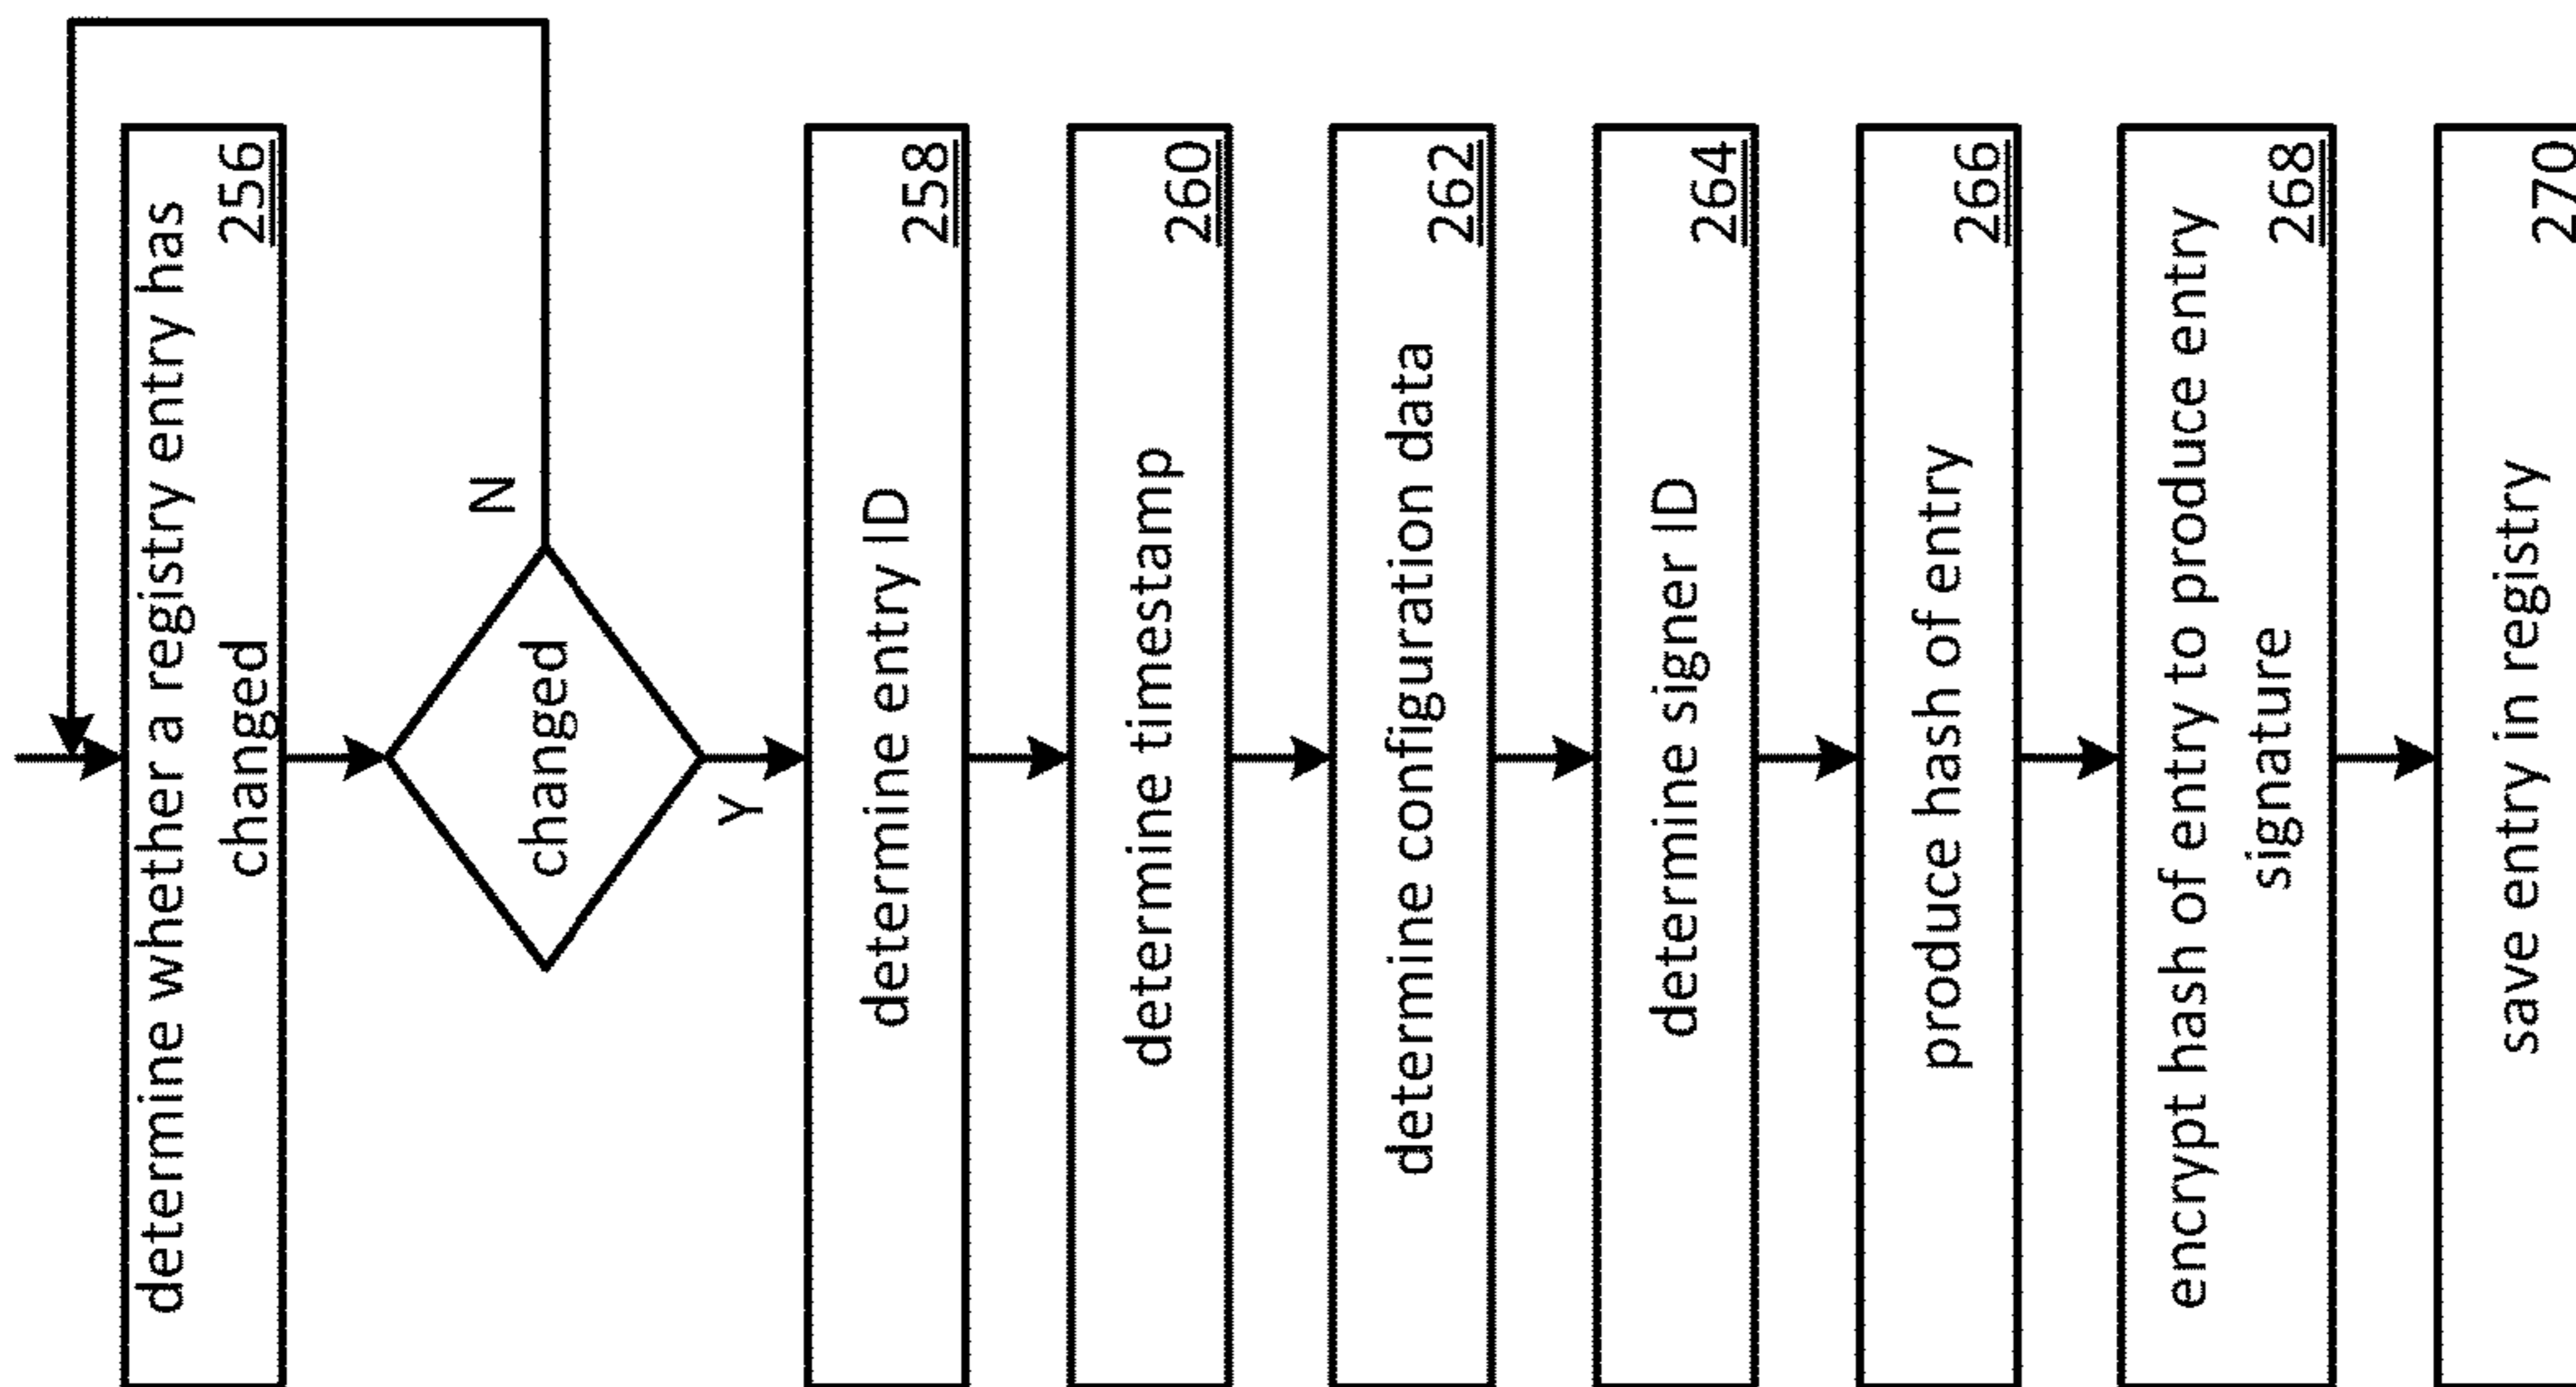 determine whether a registry entry has
changed
256
changed
N
Y
determine entry ID
258
determine timestamp
260
determine configuration data
262
determine signer ID
264
produce hash of entry
266
encrypt hash of entry to produce entry
signature
268
save entry in registry
270